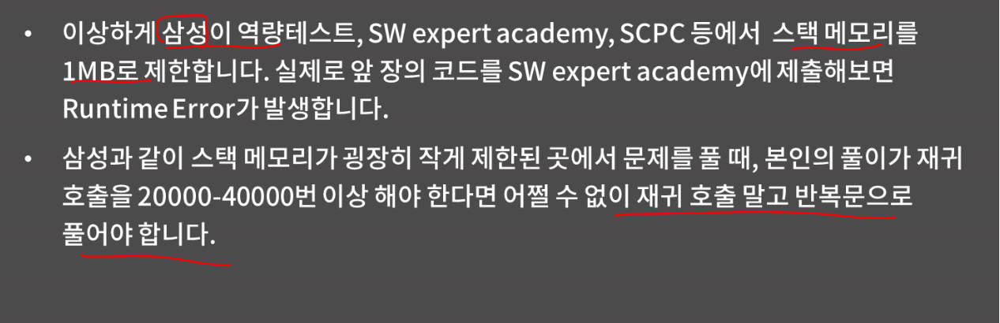 • 이상하게 삼성이 역량테스트, SW expert academy, SCPC 등에서 스택 메모리를
1MB로 제한합니다. 실제로 앞 장의 코드를 SW expert academy에 제출해보면
Runtime Error가 발생합니다.
• 삼성과 같이 스택 메모리가 굉장히 작게 제한된 곳에서 문제를 풀 때, 본인의 풀이가 재귀
호출을 20000-40000번 이상 해야 한다면 어쩔 수 없이 재귀 호출 말고 반복문으로
풀어야 합니다.